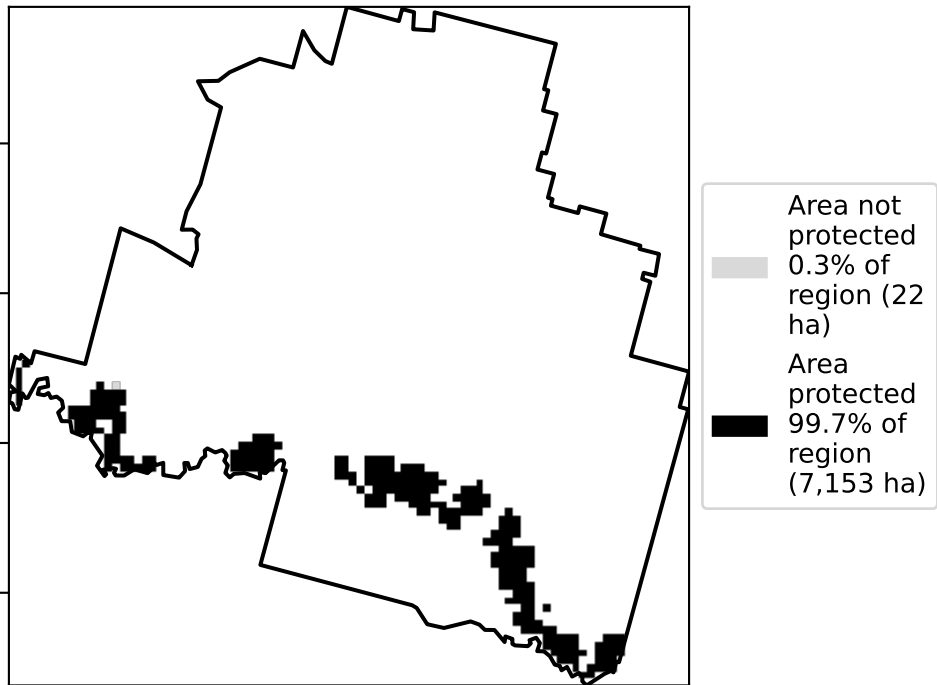 Area not
protected
0.3% of
region (22
ha)
Area
protected
99.7% of
region
(7,153 ha)